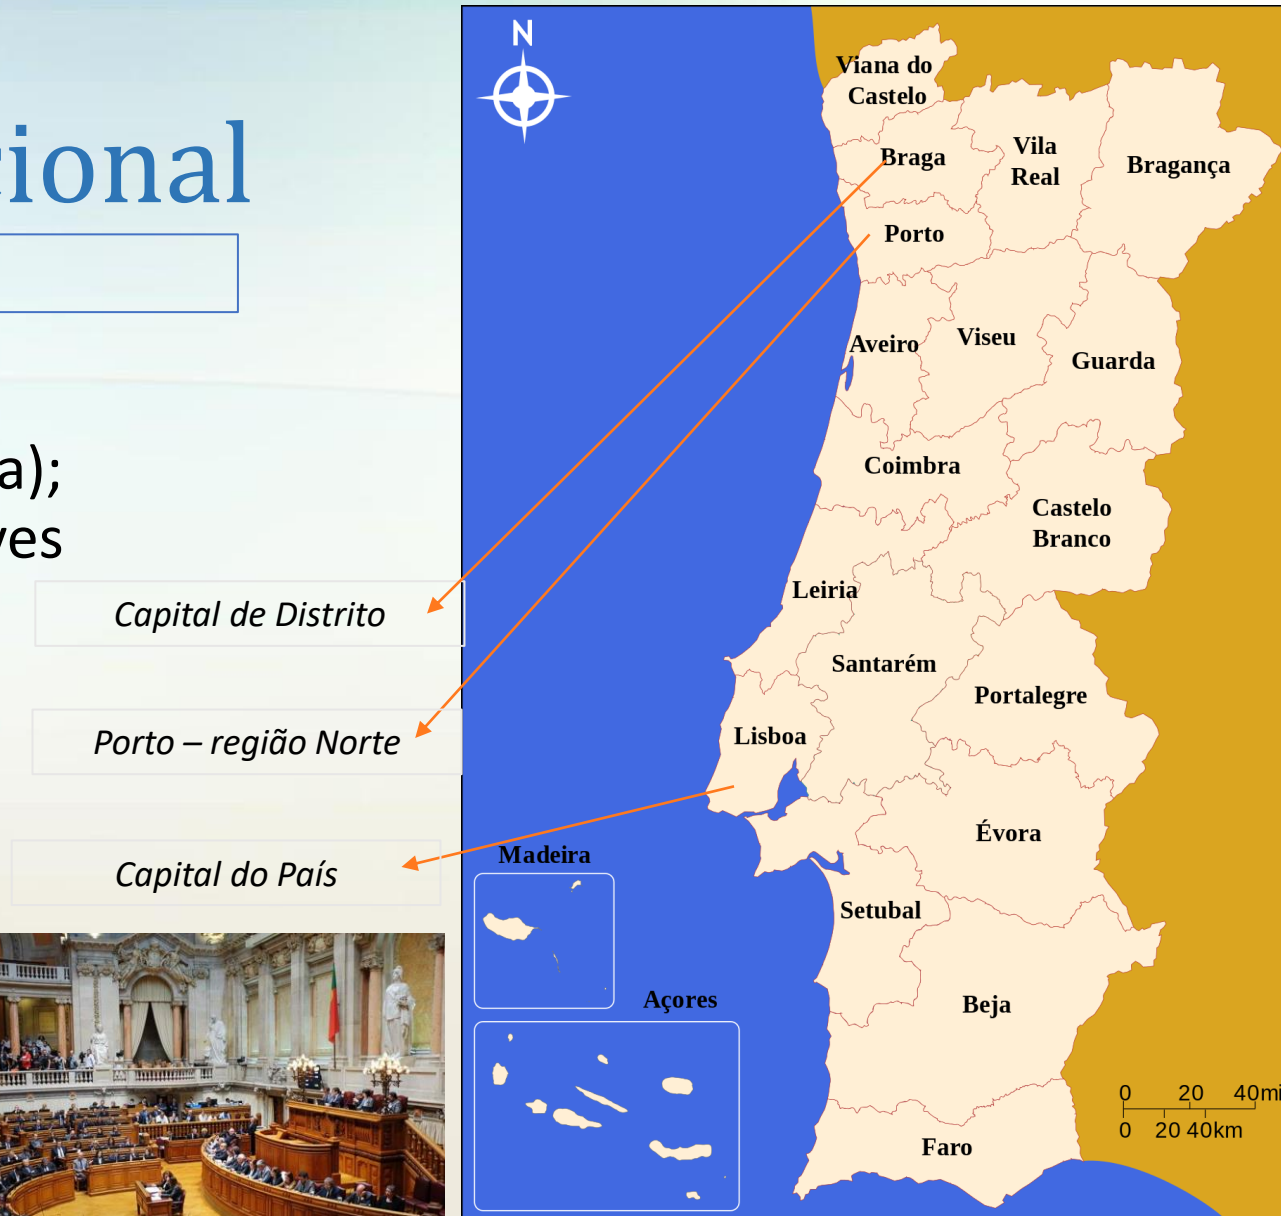 cional
a);
ves
Capital de Distrito
Porto – região Norte
Capital do País
N
Viana do
Castelo
Braga
Vila
Real
Bragança
Porto
Aveiro
Viseu
Guarda
Coimbra
Castelo
Branco
Leiria
Santarém
Portalegre
Lisboa
Évora
Madeira
Setubal
Açores
Beja
0 20 40mi
0 20 40km
Faro